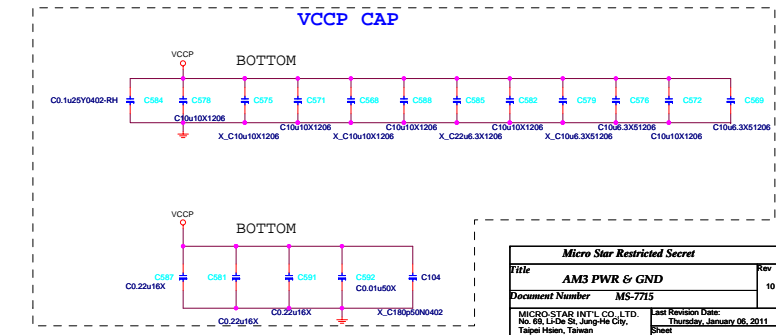 VCCP CAP
VCCP
BOTTOM
C0.1u25Y0402-RH C584 C578 C575 C571 C568 C588 C585 C582 C579 C576 C572 C569
C10u10X1206 C10u10X1206 C10u10X1206 C10u10X1206 C10u6.3X51206 C10u6.3X51206
X_C10u10X1206 X_C10u10X1206 X_C22u6.3X1206 X_C10u6.3X51206 C10u10X1206
VCCP
BOTTOM
C587 C581 C591 C592 C104
C0.22u16X C0.01u50X
C0.22u16X C0.22u16X X_C180p50N0402
Micro Star Restricted Secret
Title Rev
AM3 PWR & GND 10
Document Number MS-7715
MICRO-STAR INT'L CO.,LTD.
No. 69, Li-De St, Jung-He City,
Taipei Hsien, Taiwan
Last Revision Date:
Thursday, January 06, 2011
Sheet